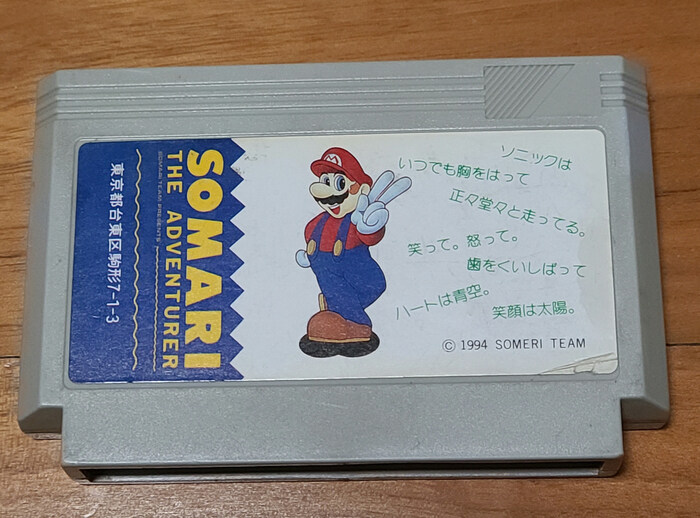 SOMARI
THE ADVENTURER
SOMARI TEAM PRESENTS
東京都台東区駒形7-1-3
M
ソニックは
いつでも胸をはって
正々堂々と走ってる。
笑って。怒って。
歯をくいしばって
ハートは青空。
笑顔は太陽。
© 1994 SOMERI TEAM